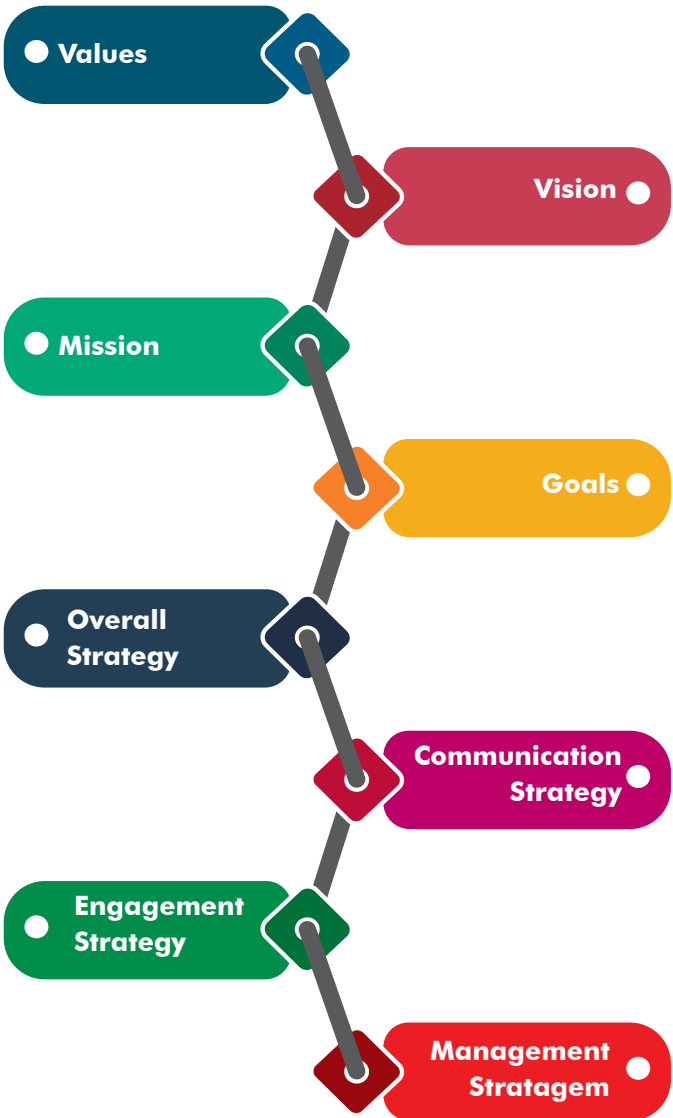 Values
Vision
Mission
Goals
Overall
Strategy
Communication
Strategy
Engagement
Strategy
Management
Stratagem